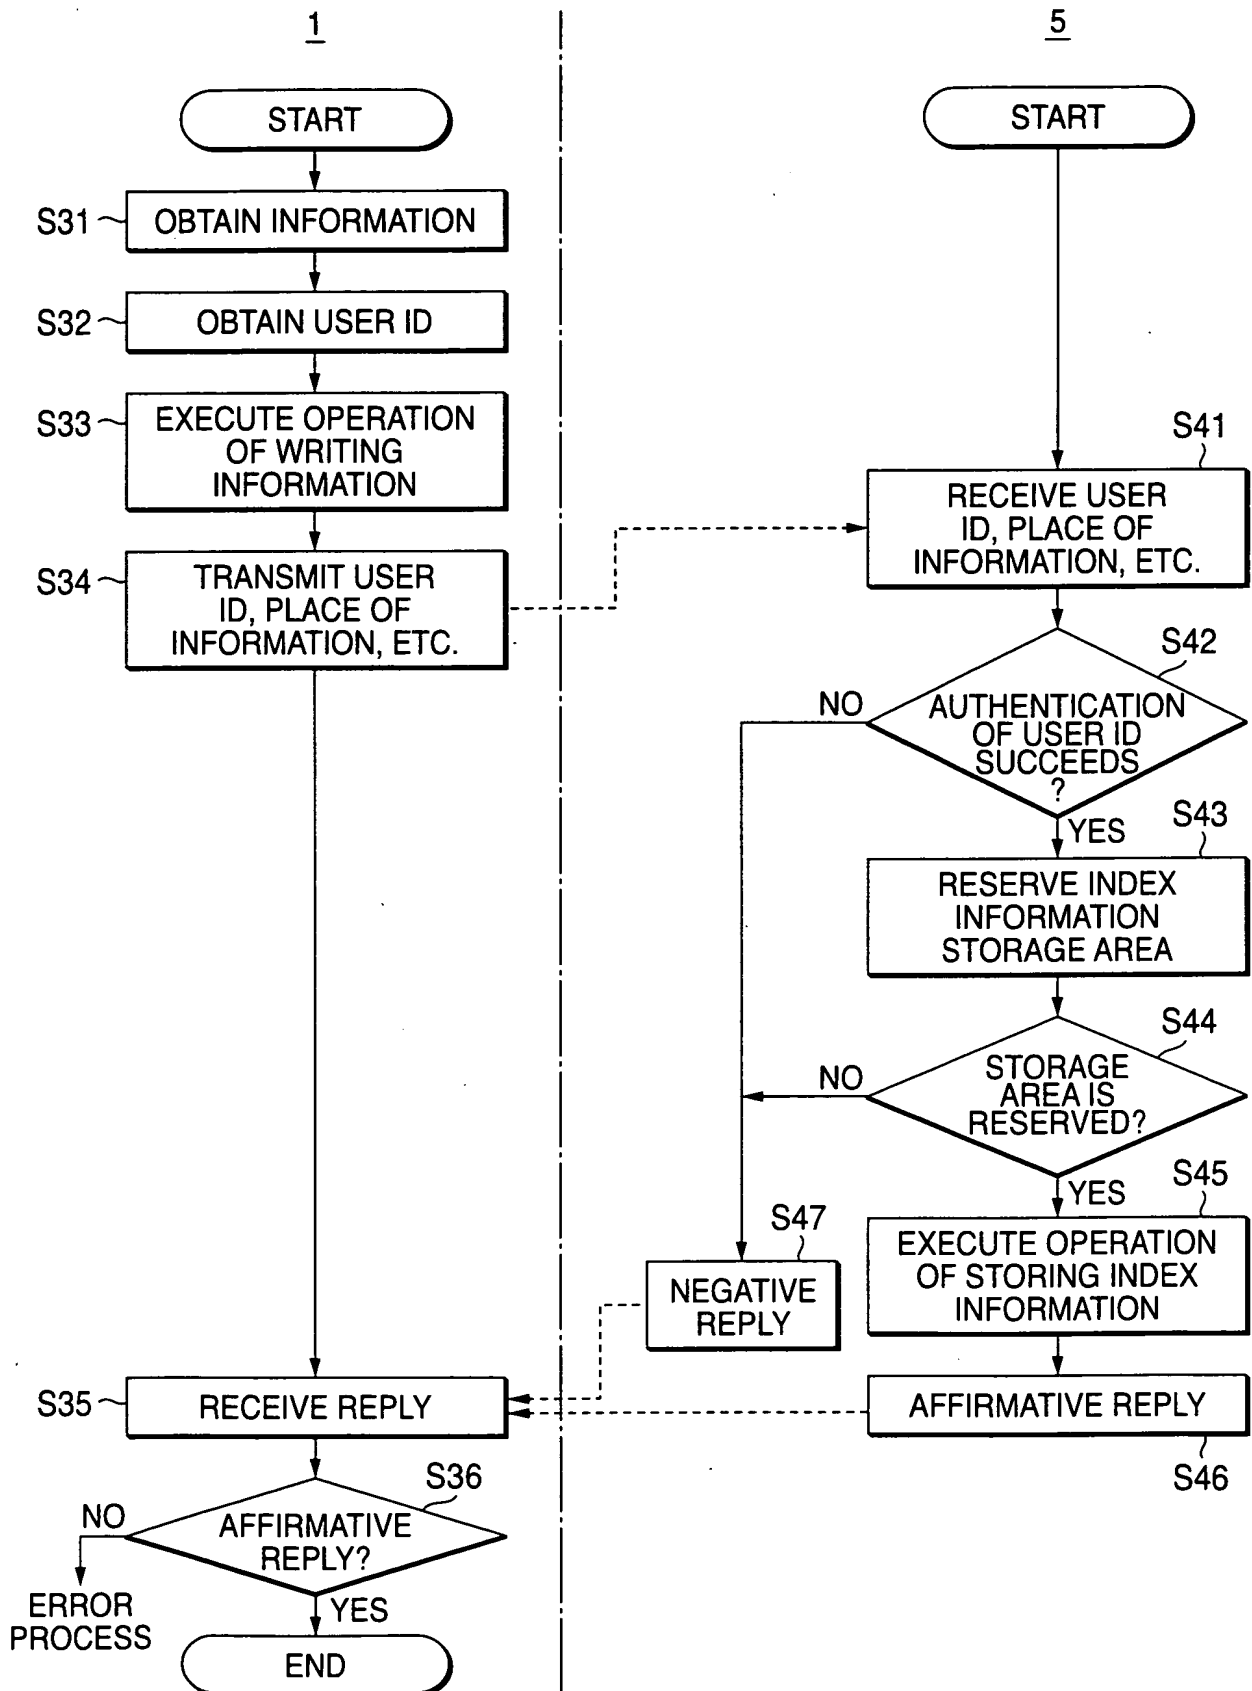 1
START
S31
OBTAIN INFORMATION
S32
OBTAIN USER ID
S33
EXECUTE OPERATION
OF WRITING
INFORMATION
S34
TRANSMIT USER
ID, PLACE OF
INFORMATION, ETC.
S35
RECEIVE REPLY
S36
AFFIRMATIVE
REPLY?
NO
ERROR
PROCESS
YES
END
5
START
S41
RECEIVE USER
ID, PLACE OF
INFORMATION, ETC.
S42
AUTHENTICATION
OF USER ID
SUCCEEDS
?
NO
YES
S43
RESERVE INDEX
INFORMATION
STORAGE AREA
S44
STORAGE
AREA IS
RESERVED?
NO
YES
S45
EXECUTE OPERATION
OF STORING INDEX
INFORMATION
S47
NEGATIVE
REPLY
AFFIRMATIVE REPLY
S46